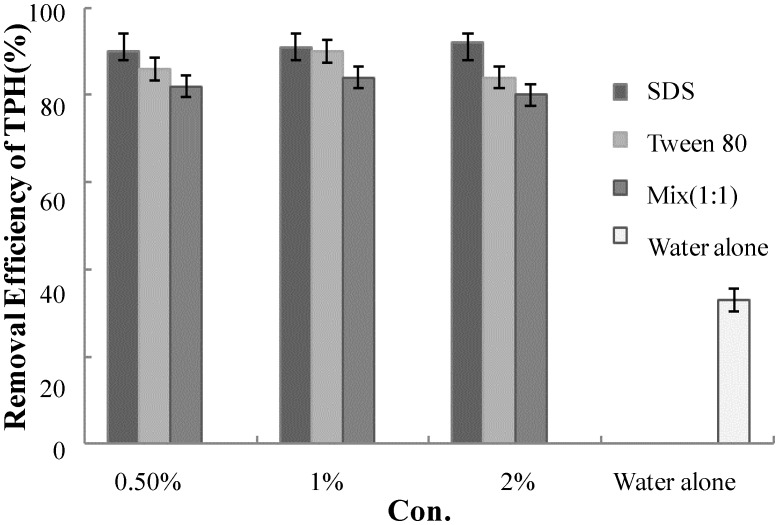 Removal Efficiency of TPH(%)
100
80
60
40
20
0
SDS
Tween 80
Mix(1:1)
Water alone
0.50%
1%
2%
Water alone
Con.